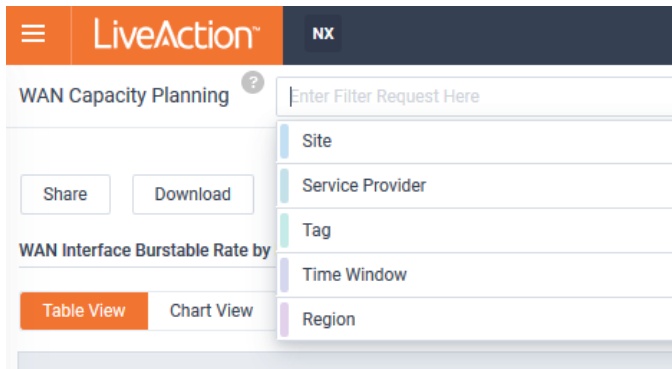 LiveAction™
NX
WAN Capacity Planning ?
Enter Filter Request Here
Site
Service Provider
Tag
Time Window
Region
Share
Download
WAN Interface Burstable Rate by
Table View
Chart View